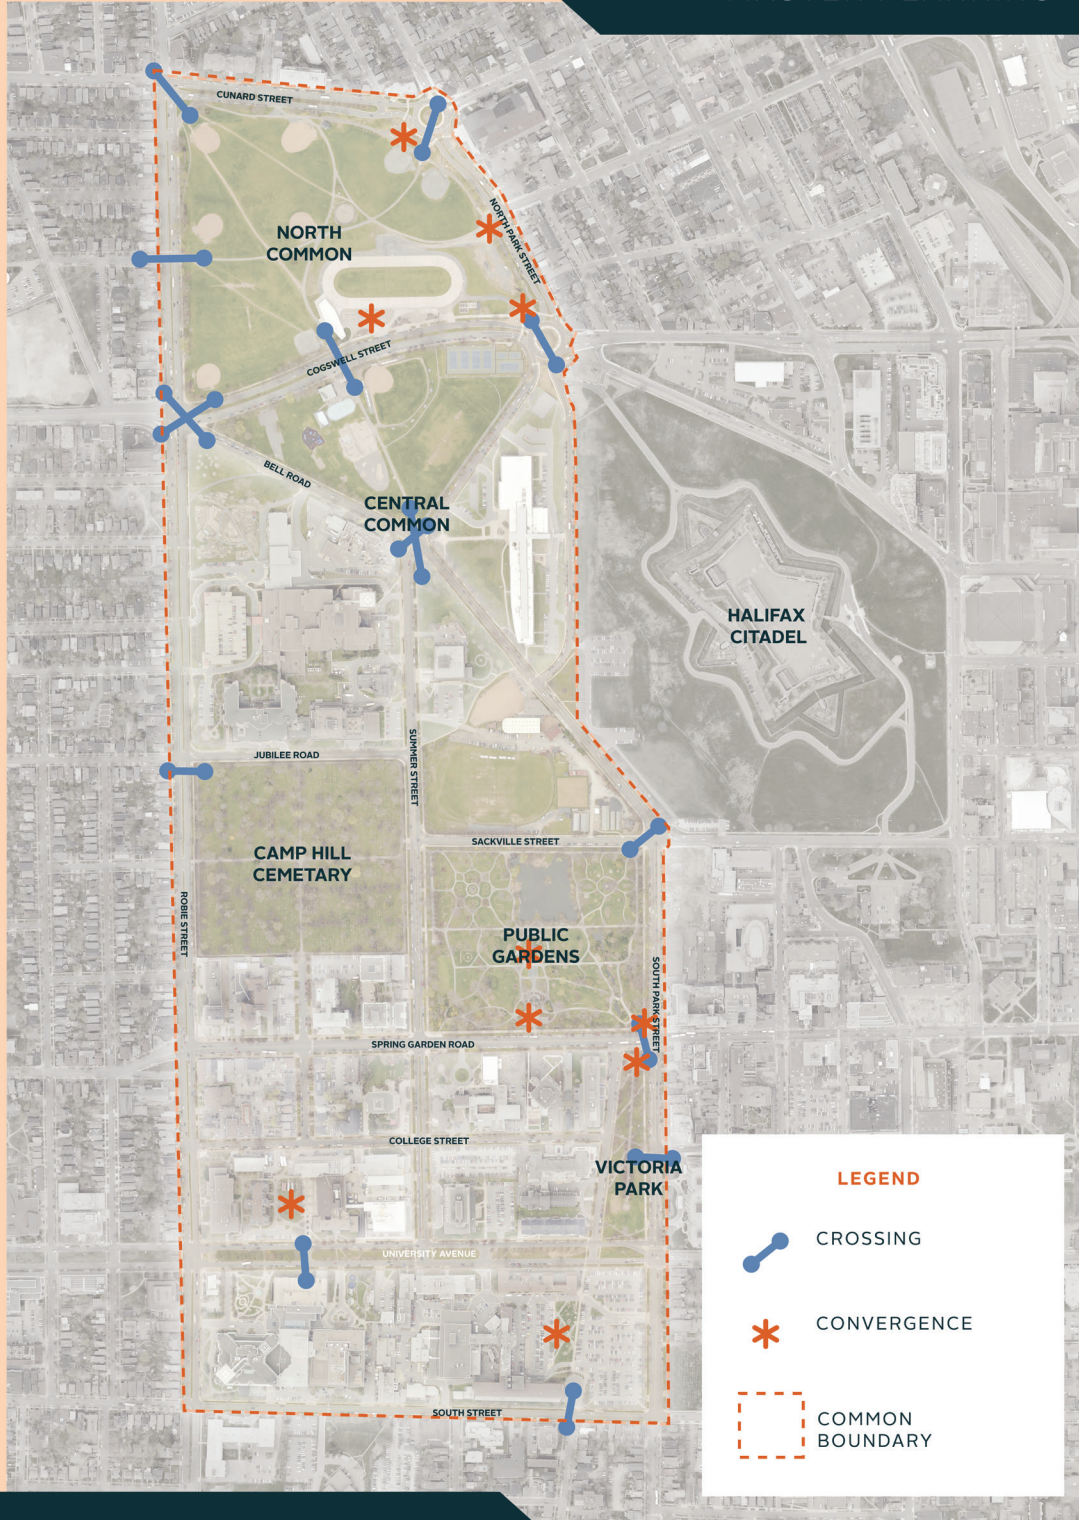 CUNARD STREET
NORTH PARK STREET
NORTH
COMMON
COGSWELL STREET
BELL ROAD
CENTRAL
COMMON
HALIFAX
CITADEL
JUBILEE ROAD
SUMMER STREET
SACKVILLE STREET
CAMP HILL
CEMETARY
ROBIE STREET
PUBLIC
GARDENS
SOUTH PARK STREET
SPRING GARDEN ROAD
COLLEGE STREET
VICTORIA
PARK
UNIVERSITY AVENUE
SOUTH STREET
LEGEND
CROSSING
CONVERGENCE
COMMON
BOUNDARY